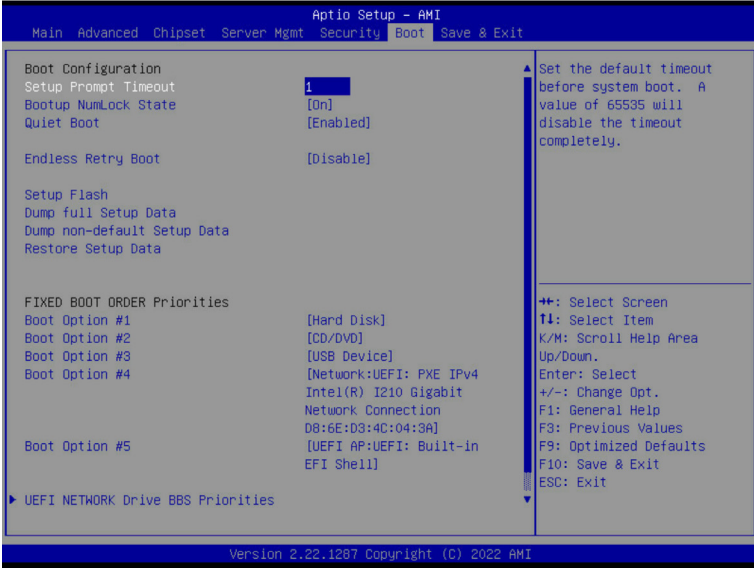 Aptio Setup – AMI
Main Advanced Chipset Server Mgmt Security Boot Save & Exit
Boot Configuration
Setup Prompt Timeout 1
Bootup NumLock State [On]
Quiet Boot [Enabled]
Endless Retry Boot [Disable]
Setup Flash
Dump full Setup Data
Dump non-default Setup Data
Restore Setup Data
FIXED BOOT ORDER Priorities
Boot Option #1 [Hard Disk]
Boot Option #2 [CD/DVD]
Boot Option #3 [USB Device]
Boot Option #4 [Network:UEFI: PXE IPv4
Intel(R) I210 Gigabit
Network Connection
D8:6E:D3:4C:04:3A]
Boot Option #5 [UEFI AP:UEFI: Built-in
EFI Shell]
UEFI NETWORK Drive BBS Priorities
Set the default timeout
before system boot. A
value of 65535 will
disable the timeout
completely.
→←: Select Screen
↑↓: Select Item
K/M: Scroll Help Area
Up/Down.
Enter: Select
+/-: Change Opt.
F1: General Help
F3: Previous Values
F9: Optimized Defaults
F10: Save & Exit
ESC: Exit
Version 2.22.1287 Copyright (C) 2022 AMI